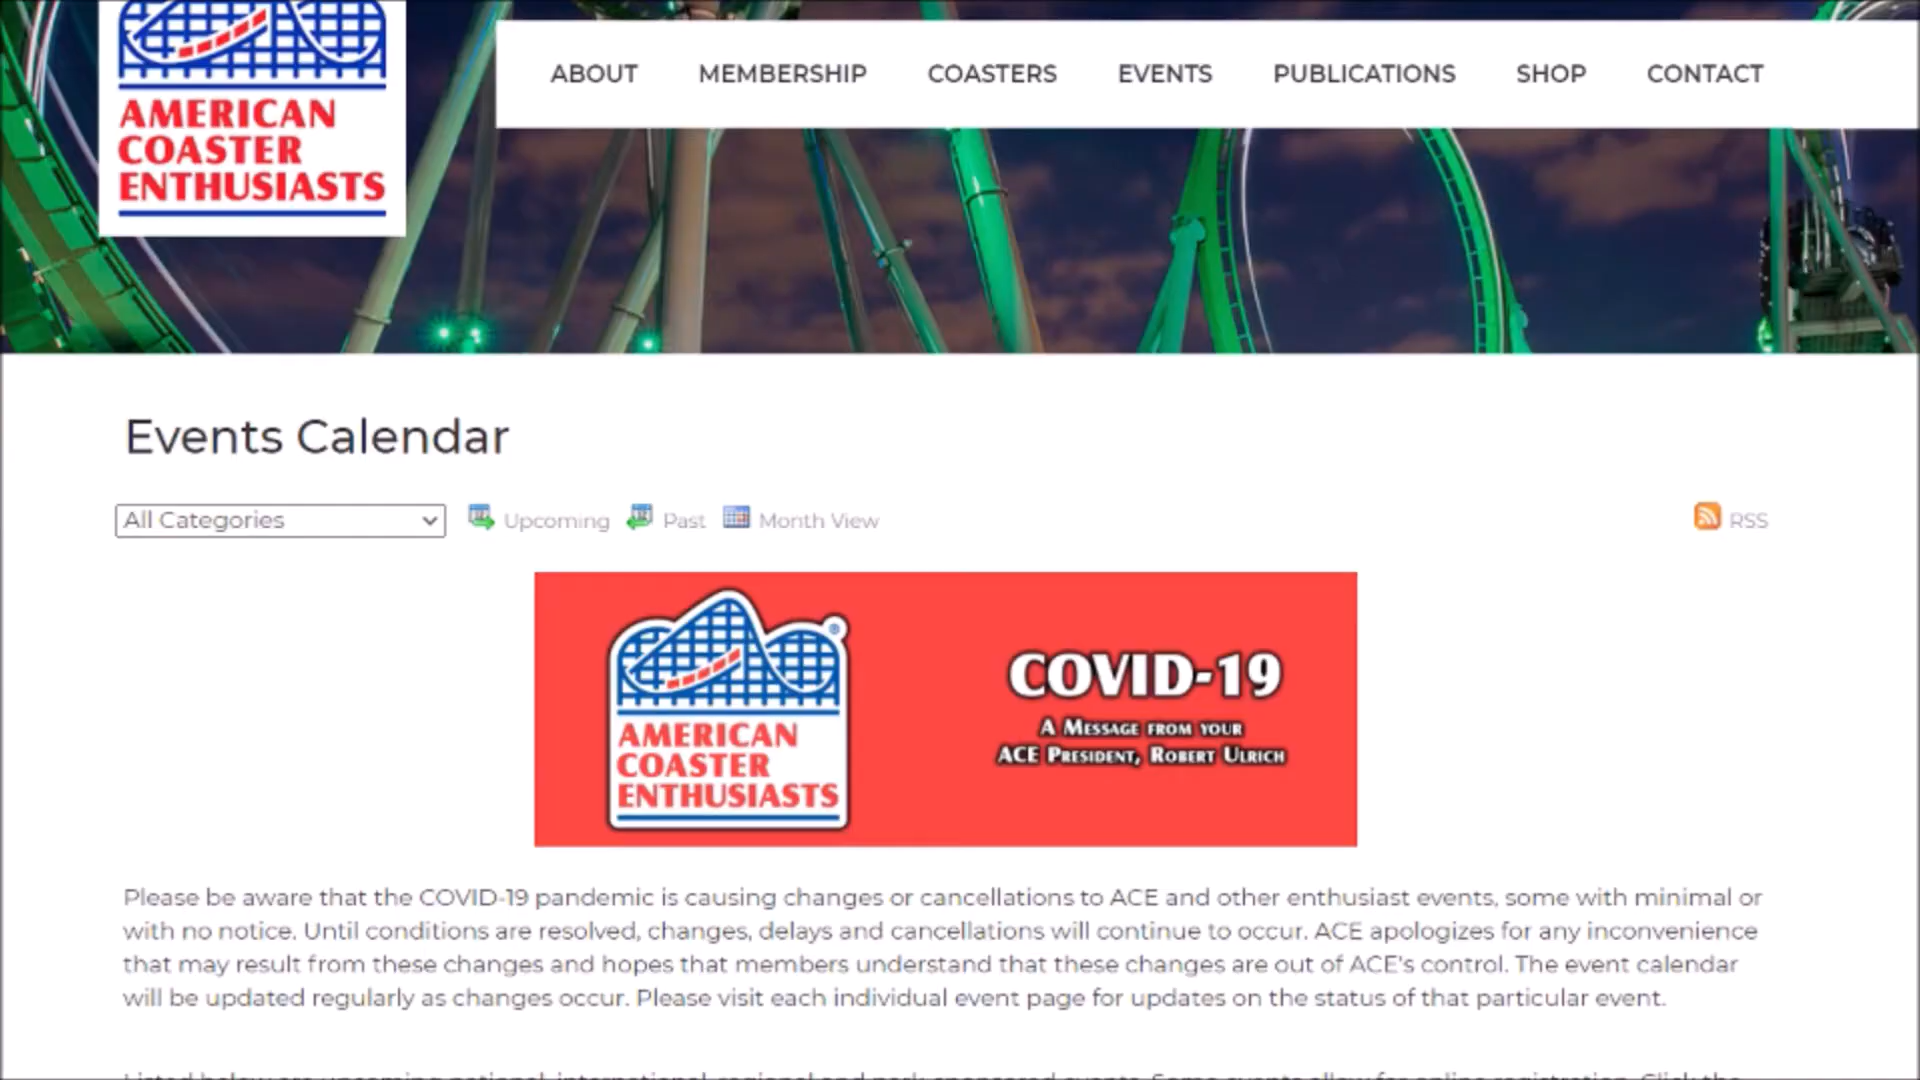 AMERICAN
COASTER
ENTHUSIASTS
ABOUT MEMBERSHIP COASTERS EVENTS PUBLICATIONS SHOP CONTACT
Events Calendar
All Categories Upcoming Past Month View RSS
AMERICAN
COASTER
ENTHUSIASTS
®
COVID-19
A MESSAGE FROM YOUR
ACE PRESIDENT, ROBERT ULRICH
Please be aware that the COVID-19 pandemic is causing changes or cancellations to ACE and other enthusiast events, some with minimal or
with no notice. Until conditions are resolved, changes, delays and cancellations will continue to occur. ACE apologizes for any inconvenience
that may result from these changes and hopes that members understand that these changes are out of ACE's control. The event calendar
will be updated regularly as changes occur. Please visit each individual event page for updates on the status of that particular event.